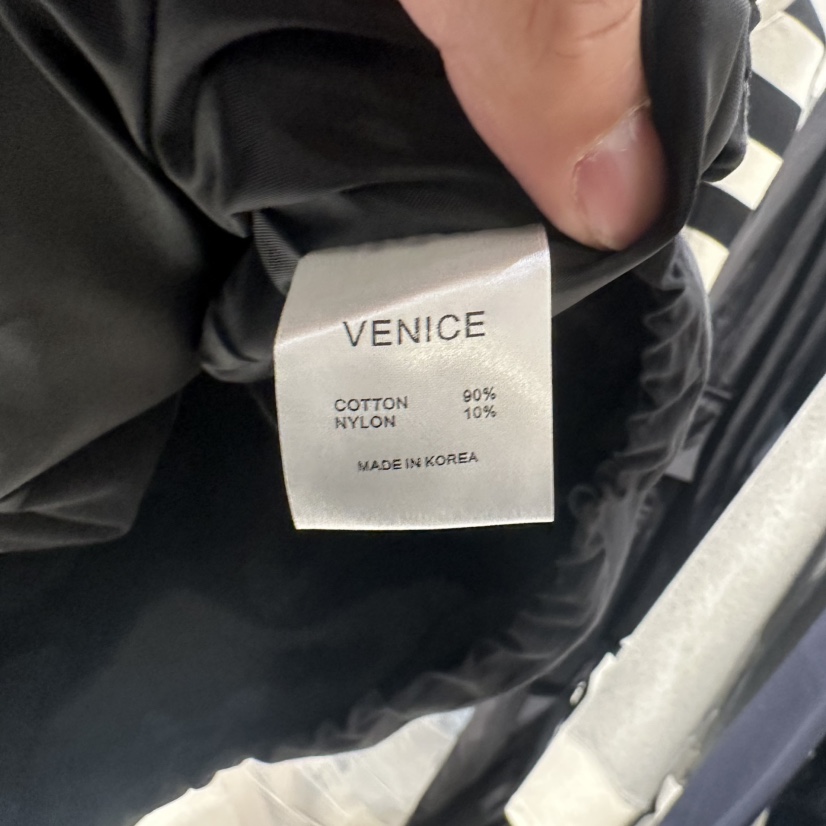 VENICE
COTTON 90%
NYLON 10%
MADE IN KOREA